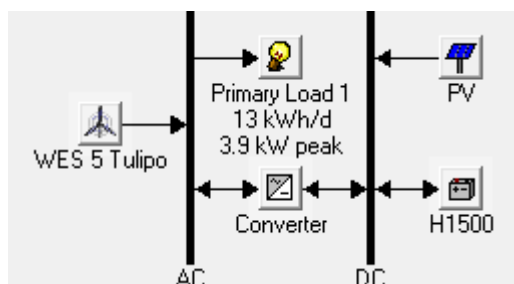 Primary Load 1
13 kWh/d
3.9 kW peak
PV
WES 5 Tulipo
Converter
H1500
AC
DC